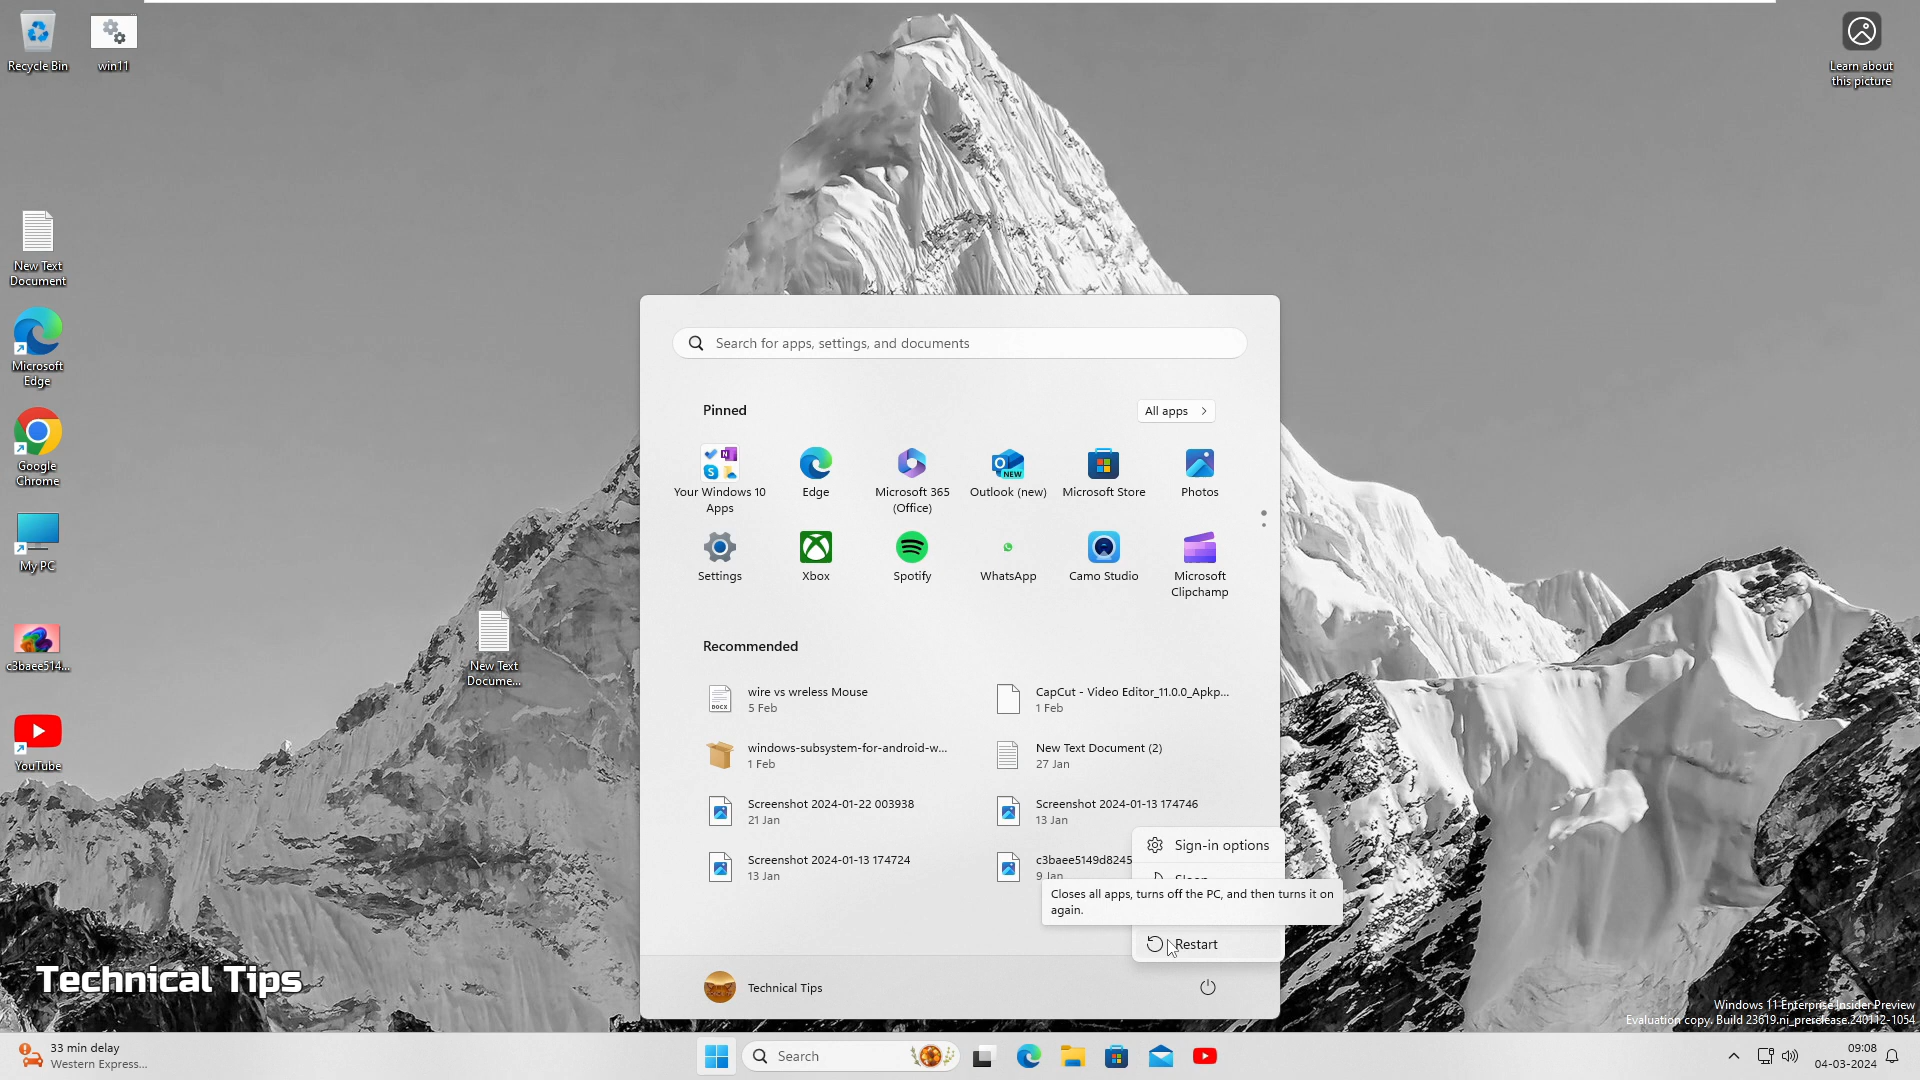 Recycle Bin
win11
Learn about
this picture
New Text
Document
Microsoft
Edge
Google
Chrome
My PC
c3baee514...
New Text
Docume...
YouTube
Search for apps, settings, and documents
Pinned
All apps
Your Windows 10
Apps
Edge
Microsoft 365
(Office)
Outlook (new)
NEW
Microsoft Store
Photos
Settings
Xbox
Spotify
WhatsApp
Camo Studio
Microsoft
Clipchamp
Recommended
wire vs wreless Mouse
5 Feb
DOCX
CapCut - Video Editor_11.0.0_Apkp...
1 Feb
windows-subsystem-for-android-w...
1 Feb
New Text Document (2)
27 Jan
Screenshot 2024-01-22 003938
21 Jan
Screenshot 2024-01-13 174746
13 Jan
Screenshot 2024-01-13 174724
13 Jan
c3baee5149d8245
9 Jan
Sign-in options
Closes all apps, turns off the PC, and then turns it on
again.
Restart
Technical Tips
Technical Tips
Windows 11 Enterprise Insider Preview
Evaluation copy. Build 23619.ni_prerelease.240112-1054
33 min delay
Western Express...
Search
09:08
04-03-2024